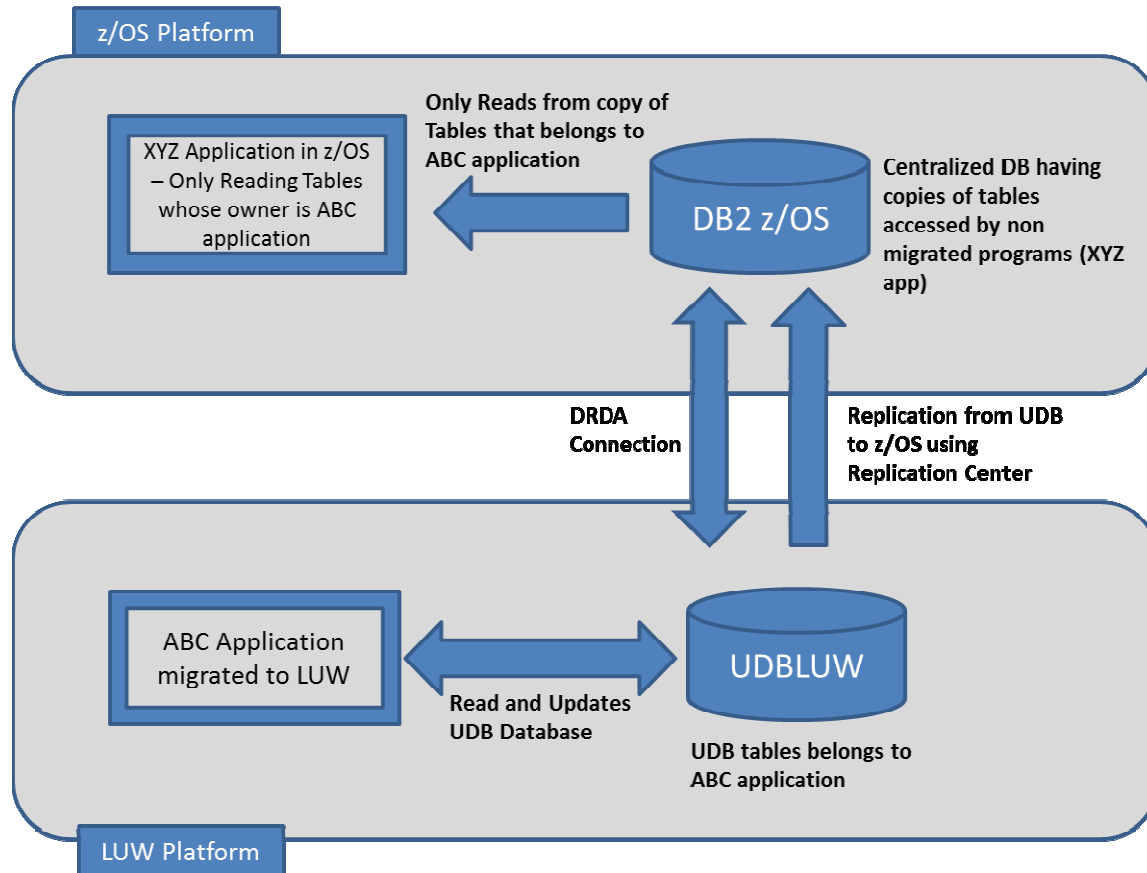 z/OS Platform
Only Reads from copy of
Tables that belongs to
ABC application
XYZ Application in z/OS
– Only Reading Tables
whose owner is ABC
application
DB2 z/OS
Centralized DB having
copies of tables
accessed by non
migrated programs (XYZ
app)
DRDA
Connection
Replication from UDB
to z/OS using
Replication Center
ABC Application
migrated to LUW
Read and Updates
UDB Database
UDBLUW
UDB tables belongs to
ABC application
LUW Platform